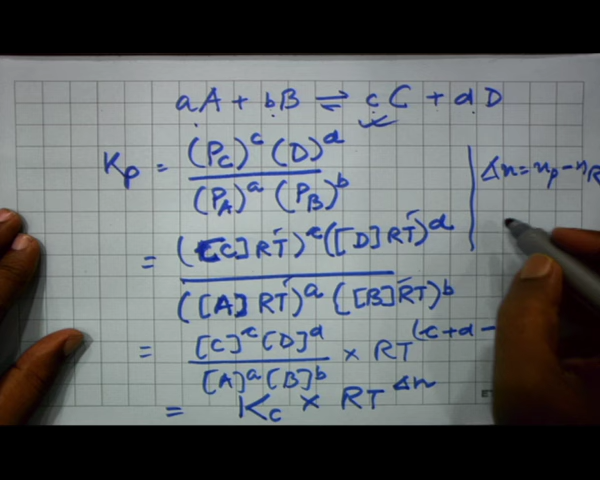 aA + bB ⇌ cC + dD
Kp = (PC)^c (D)^d / (PA)^a (PB)^b
Δn = np - nR
= ([C]RT)^c ([D]RT)^d / ([A]RT)^a ([B]RT)^b
= [C]^c [D]^d / [A]^a [B]^b × RT^(c+d-
= Kc × RT^Δn